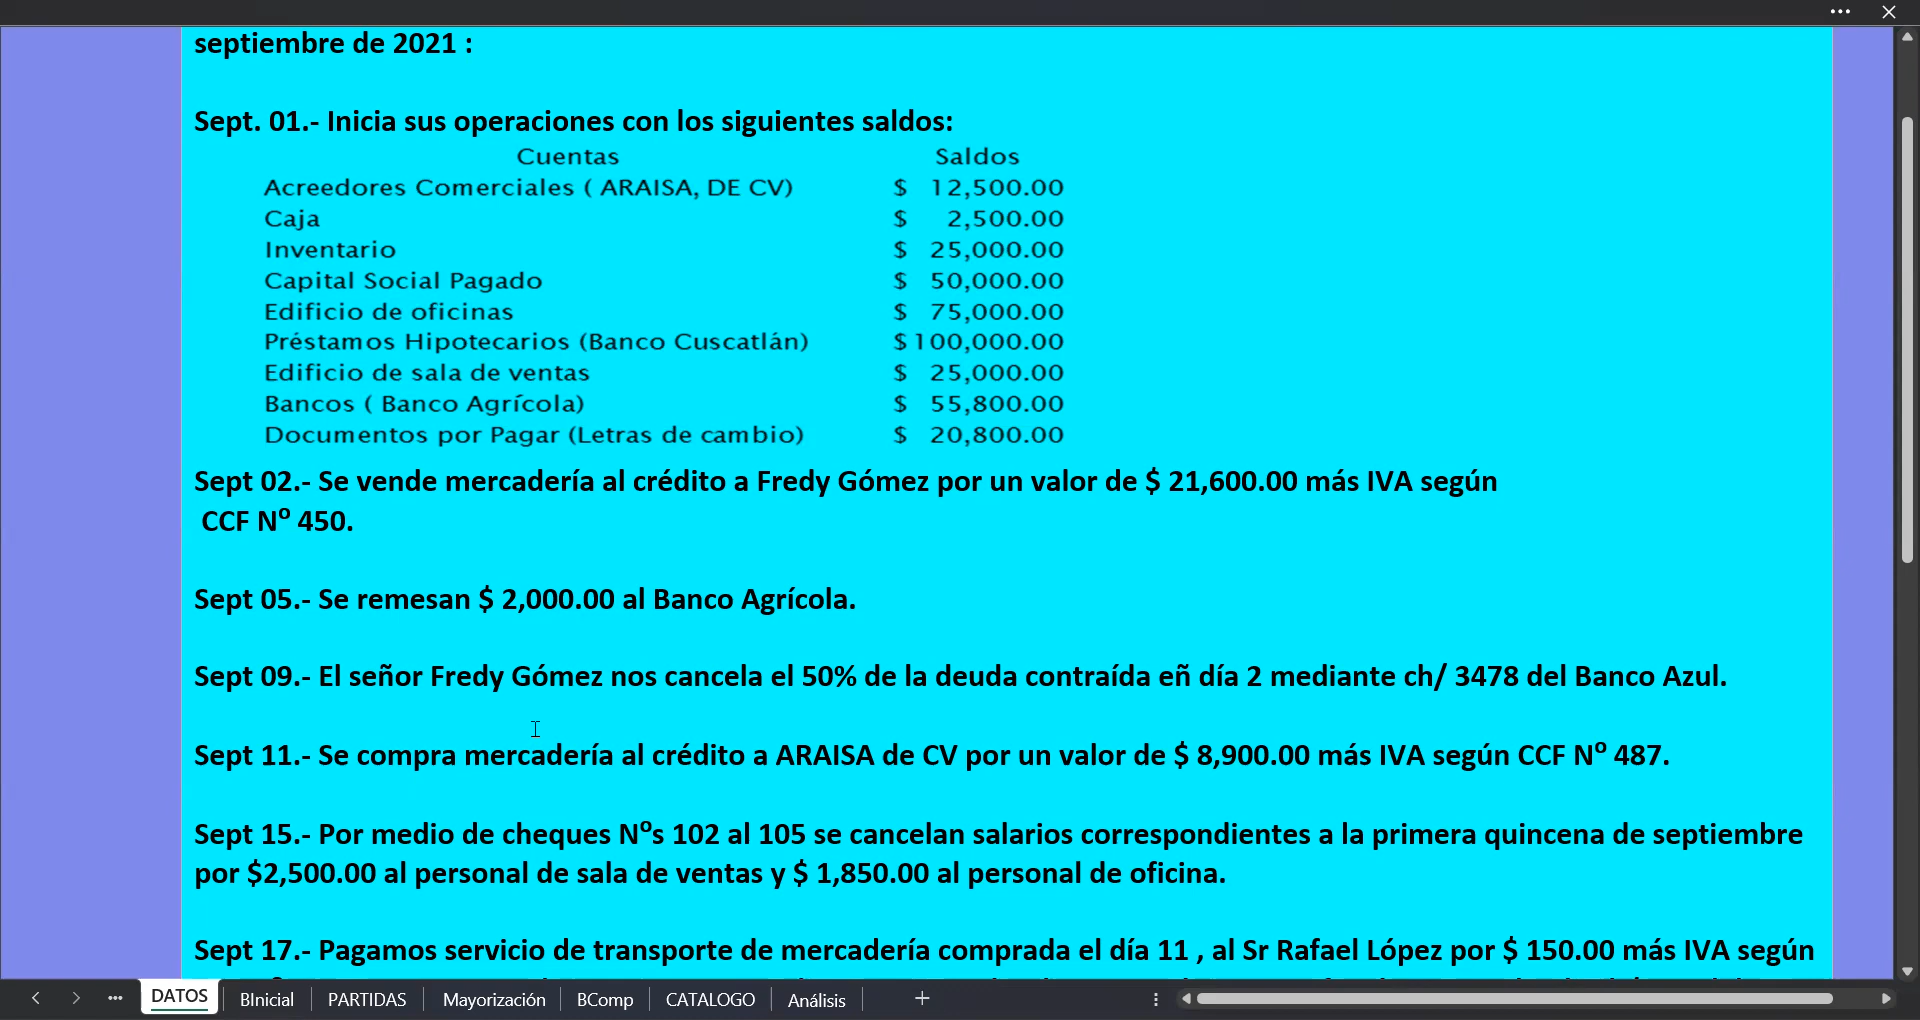 septiembre de 2021 :
Sept. 01.- Inicia sus operaciones con los siguientes saldos:
Cuentas Saldos
Acreedores Comerciales ( ARAISA, DE CV) $ 12,500.00
Caja $ 2,500.00
Inventario $ 25,000.00
Capital Social Pagado $ 50,000.00
Edificio de oficinas $ 75,000.00
Préstamos Hipotecarios (Banco Cuscatlán) $100,000.00
Edificio de sala de ventas $ 25,000.00
Bancos ( Banco Agrícola) $ 55,800.00
Documentos por Pagar (Letras de cambio) $ 20,800.00
Sept 02.- Se vende mercadería al crédito a Fredy Gómez por un valor de $ 21,600.00 más IVA según
CCF Nº 450.
Sept 05.- Se remesan $ 2,000.00 al Banco Agrícola.
Sept 09.- El señor Fredy Gómez nos cancela el 50% de la deuda contraída eñ día 2 mediante ch/ 3478 del Banco Azul.
Sept 11.- Se compra mercadería al crédito a ARAISA de CV por un valor de $ 8,900.00 más IVA según CCF Nº 487.
Sept 15.- Por medio de cheques Nºs 102 al 105 se cancelan salarios correspondientes a la primera quincena de septiembre
por $2,500.00 al personal de sala de ventas y $ 1,850.00 al personal de oficina.
Sept 17.- Pagamos servicio de transporte de mercadería comprada el día 11 , al Sr Rafael López por $ 150.00 más IVA según
DATOS BInicial PARTIDAS Mayorización BComp CATALOGO Análisis